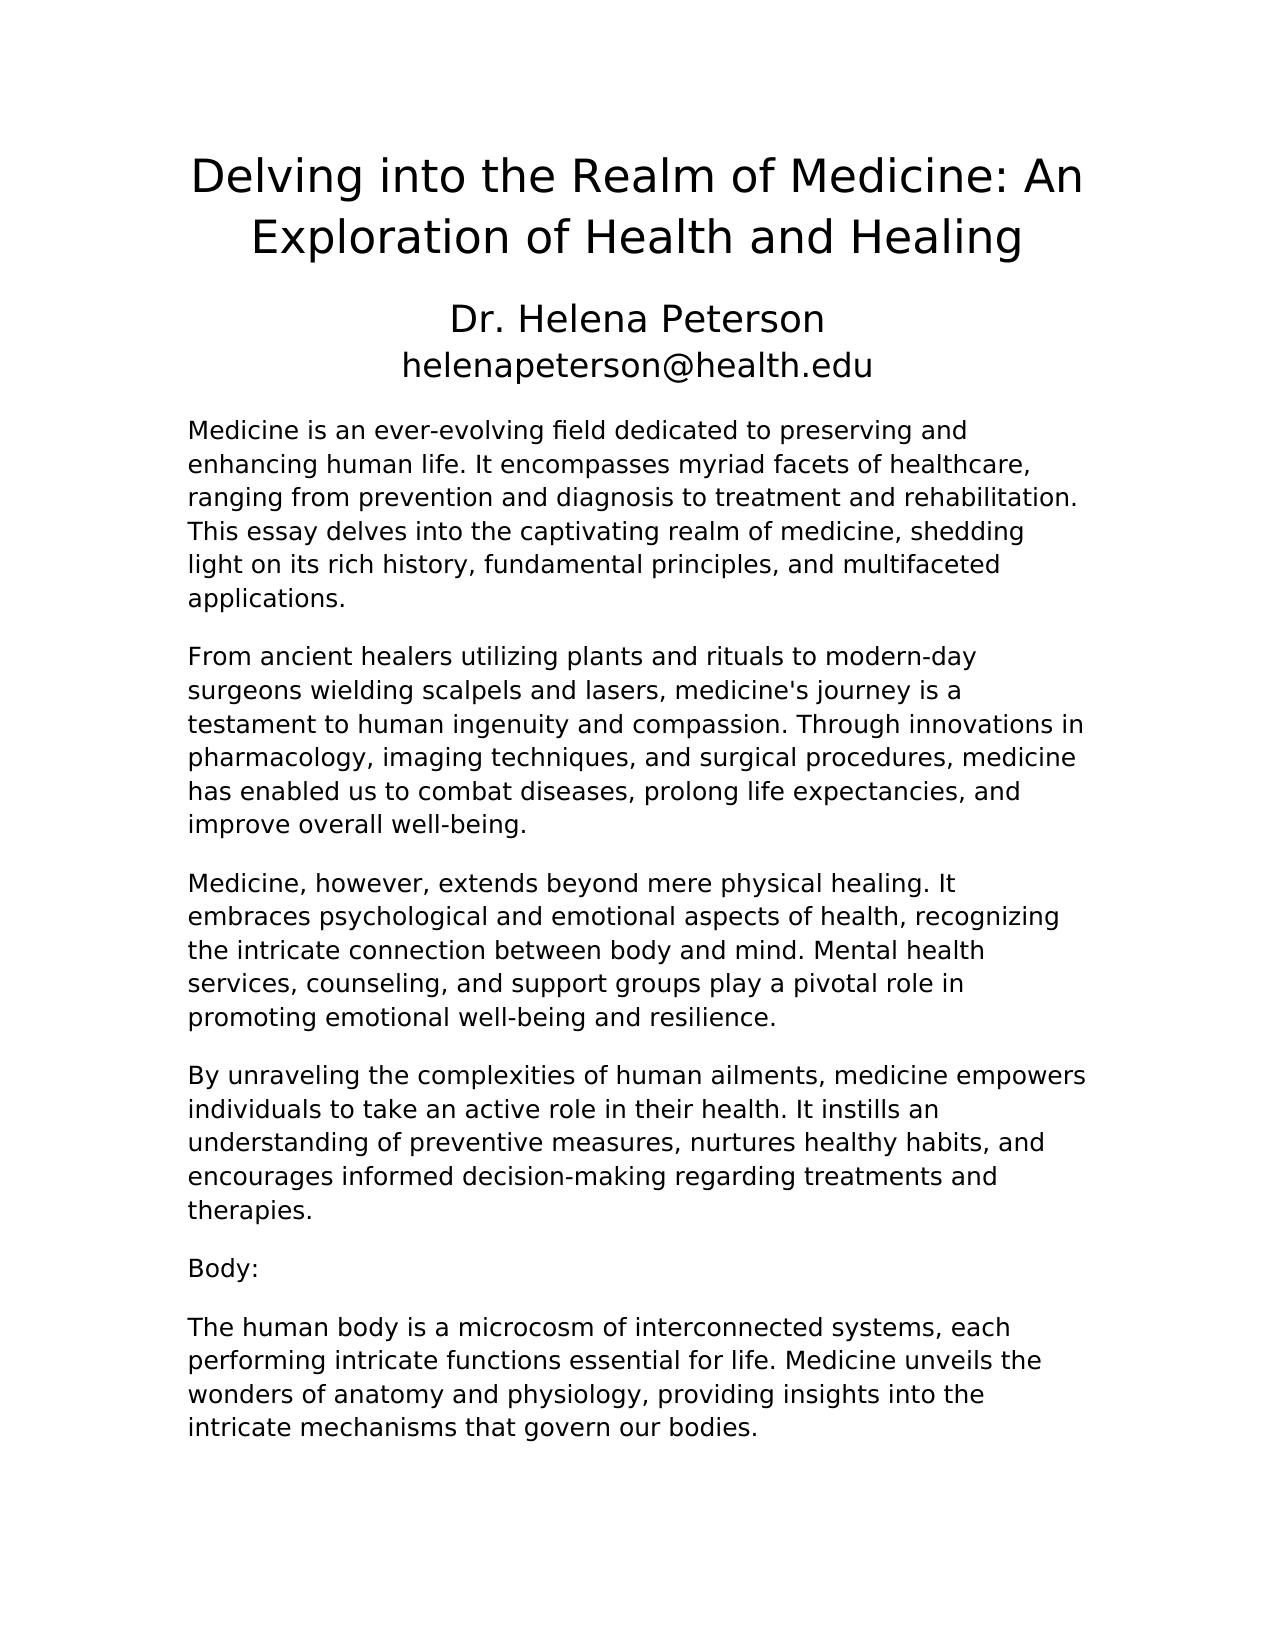 Delving into the Realm of Medicine: An
Exploration of Health and Healing
Dr. Helena Peterson
helenapeterson@health.edu
Medicine is an ever-evolving field dedicated to preserving and
enhancing human life. It encompasses myriad facets of healthcare,
ranging from prevention and diagnosis to treatment and rehabilitation.
This essay delves into the captivating realm of medicine, shedding
light on its rich history, fundamental principles, and multifaceted
applications.
From ancient healers utilizing plants and rituals to modern-day
surgeons wielding scalpels and lasers, medicine's journey is a
testament to human ingenuity and compassion. Through innovations in
pharmacology, imaging techniques, and surgical procedures, medicine
has enabled us to combat diseases, prolong life expectancies, and
improve overall well-being.
Medicine, however, extends beyond mere physical healing. It
embraces psychological and emotional aspects of health, recognizing
the intricate connection between body and mind. Mental health
services, counseling, and support groups play a pivotal role in
promoting emotional well-being and resilience.
By unraveling the complexities of human ailments, medicine empowers
individuals to take an active role in their health. It instills an
understanding of preventive measures, nurtures healthy habits, and
encourages informed decision-making regarding treatments and
therapies.
Body:
The human body is a microcosm of interconnected systems, each
performing intricate functions essential for life. Medicine unveils the
wonders of anatomy and physiology, providing insights into the
intricate mechanisms that govern our bodies.